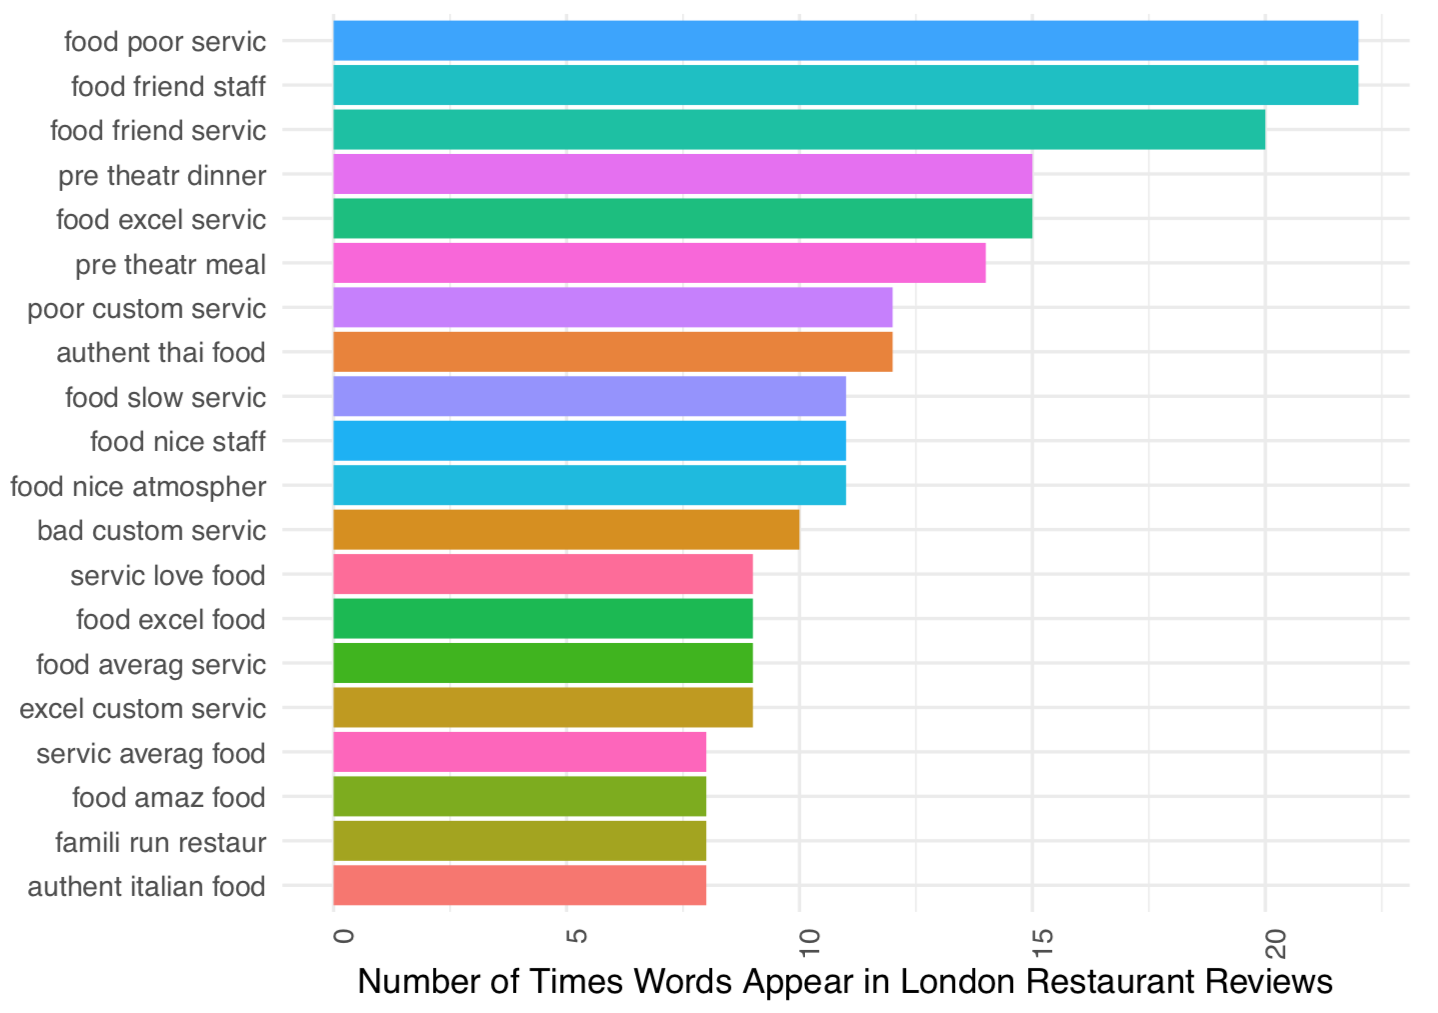 food poor servic
food friend staff
food friend servic
pre theatr dinner
food excel servic
pre theatr meal
poor custom servic
authent thai food
food slow servic
food nice staff
food nice atmospher
bad custom servic
servic love food
food excel food
food averag servic
excel custom servic
servic averag food
food amaz food
famili run restaur
authent italian food
0 5 10 15 20
Number of Times Words Appear in London Restaurant Reviews